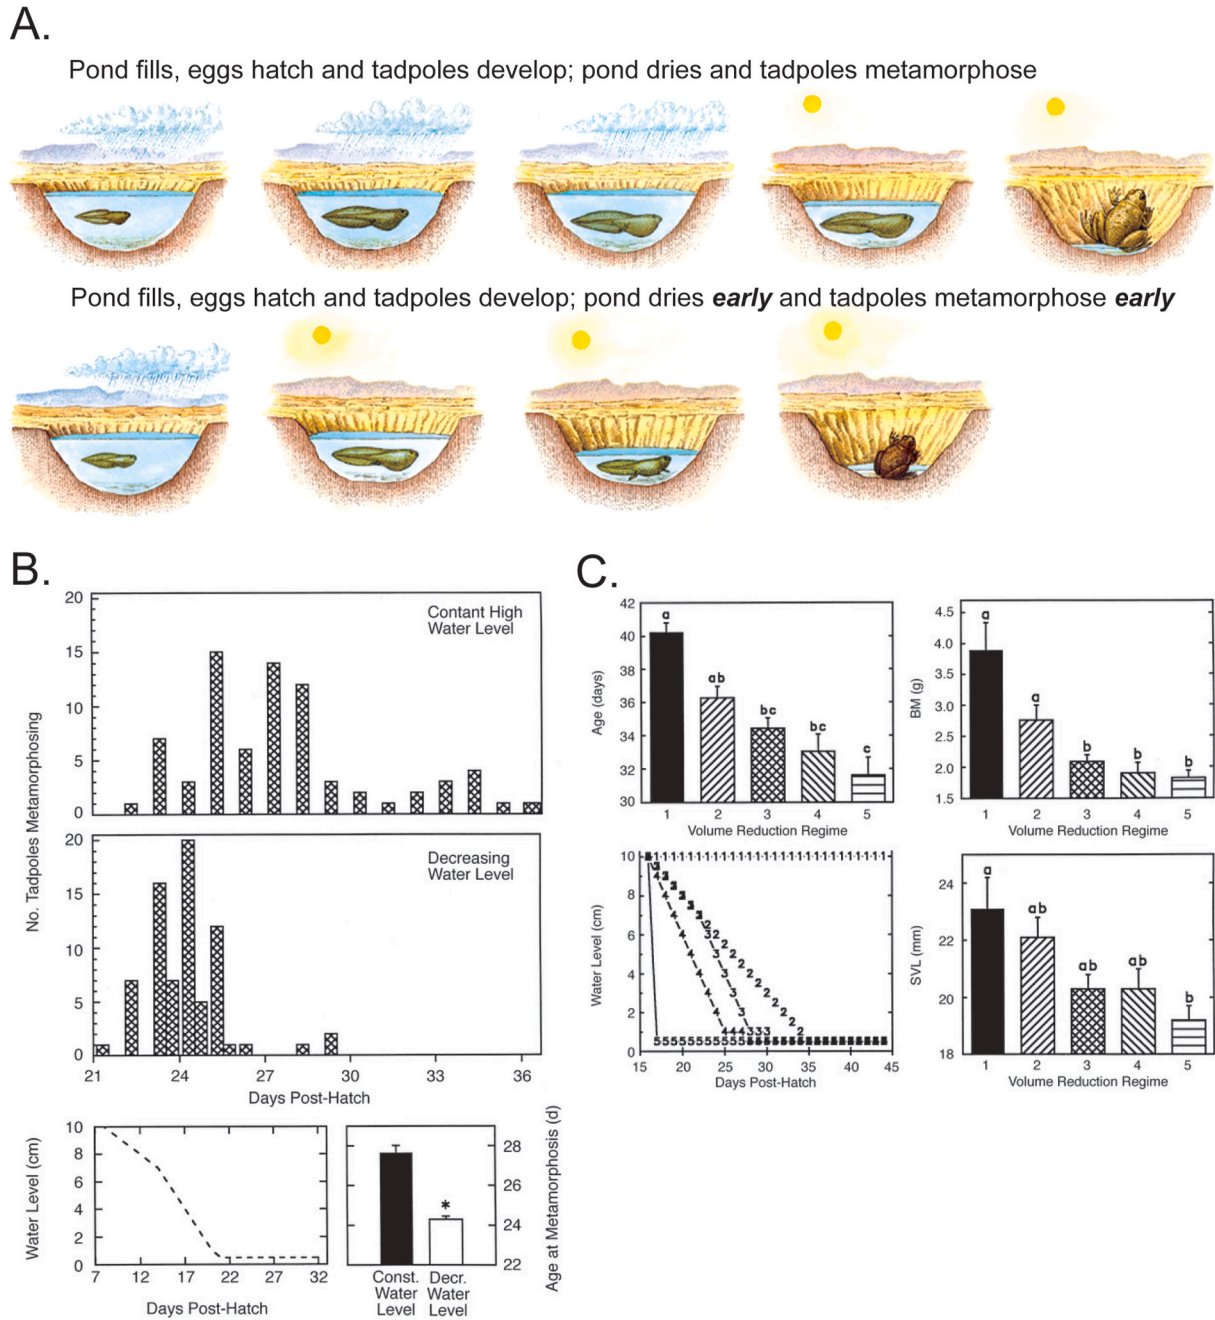 A.
Pond fills, eggs hatch and tadpoles develop; pond dries and tadpoles metamorphose
Pond fills, eggs hatch and tadpoles develop; pond dries early and tadpoles metamorphose early
B.
No. Tadpoles Metamorphosing
20
15
10
5
0
Contant High
Water Level
20
15
10
5
0
Decreasing
Water Level
21 24 27 30 33 36
Days Post-Hatch
Water Level (cm)
10
8
6
4
2
0
7 12 17 22 27 32
Days Post-Hatch
*
28
26
24
22
Age at Metamorphosis (d)
Const. Decr.
Water Water
Level Level
C.
Age (days)
42
40
38
36
34
32
30
a
ab
bc
bc
c
1 2 3 4 5
Volume Reduction Regime
BM (g)
4.5
4.0
3.5
3.0
2.5
2.0
1.5
a
a
b
b
b
1 2 3 4 5
Volume Reduction Regime
Water Level (cm)
10
8
6
4
2
0
15 20 25 30 35 40 45
Days Post-Hatch
SVL (mm)
24
22
20
18
a
ab
ab
ab
b
1 2 3 4 5
Volume Reduction Regime